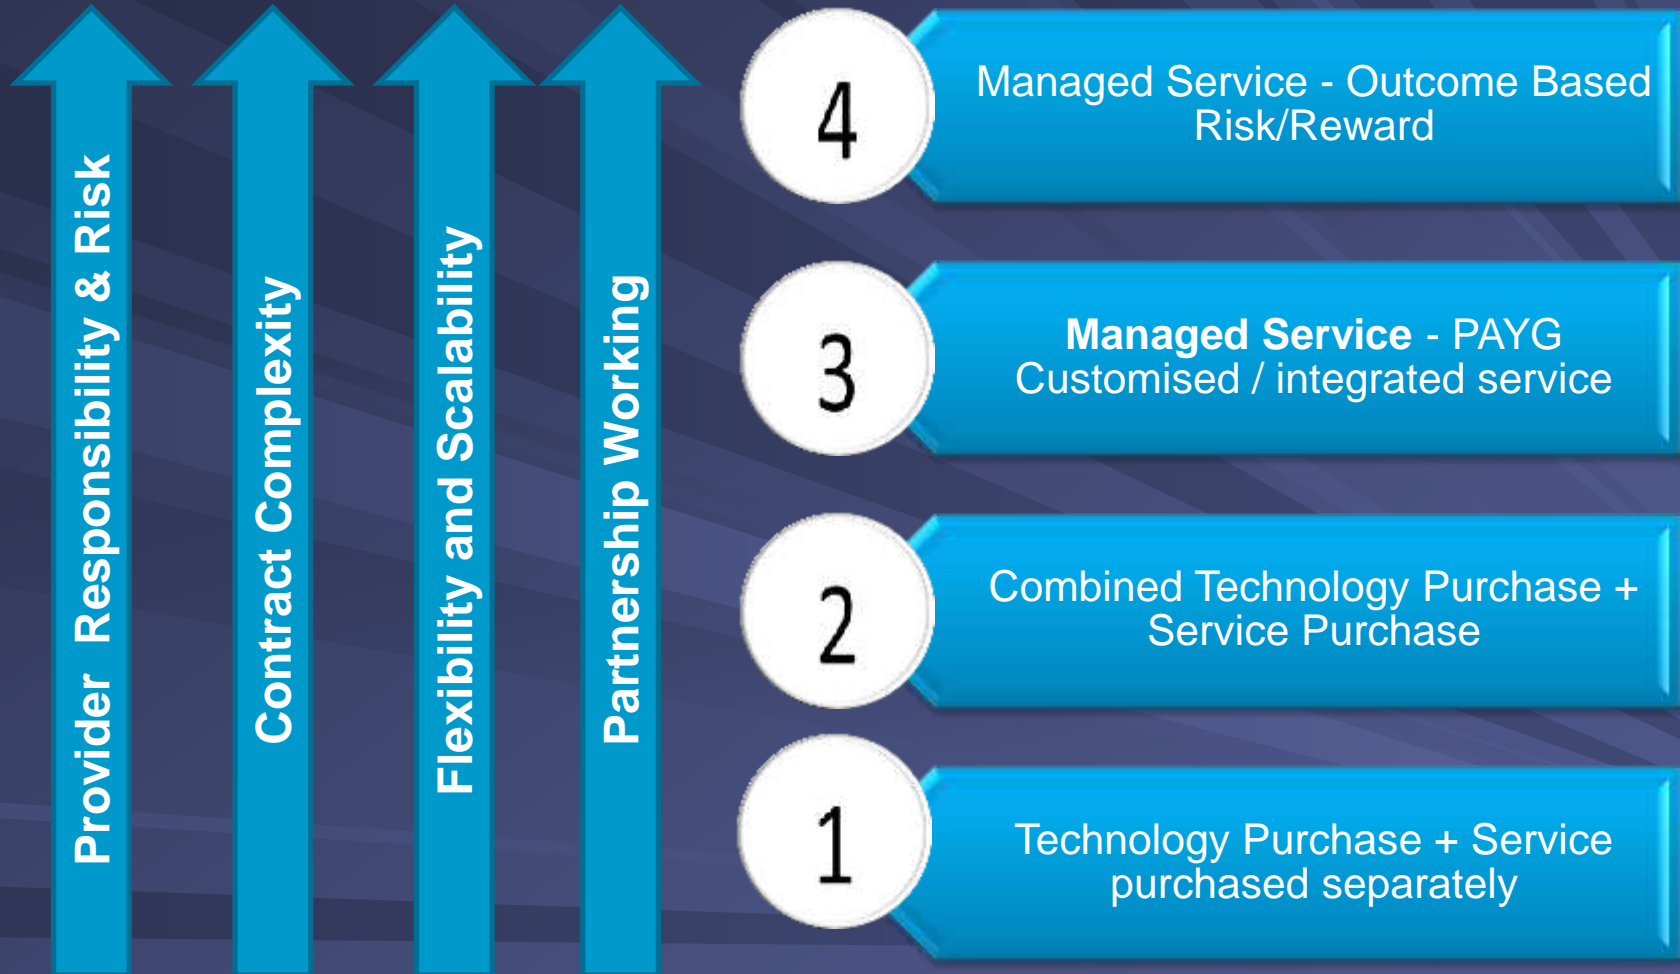 Provider Responsibility & Risk
Contract Complexity
Flexibility and Scalability
Partnership Working
4
Managed Service - Outcome Based
Risk/Reward
3
Managed Service - PAYG
Customised / integrated service
2
Combined Technology Purchase +
Service Purchase
1
Technology Purchase + Service
purchased separately